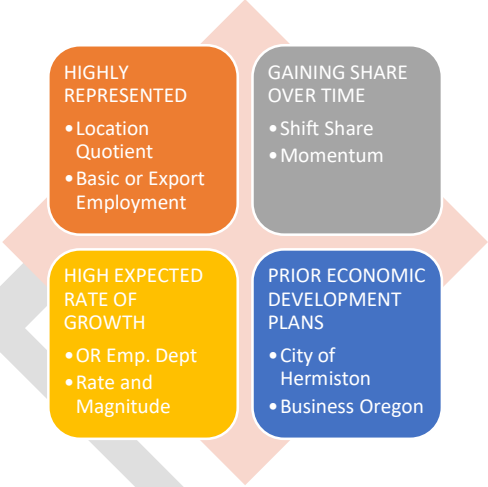 HIGHLY
REPRESENTED
•Location
Quotient
•Basic or Export
Employment
GAINING SHARE
OVER TIME
•Shift Share
•Momentum
HIGH EXPECTED
RATE OF
GROWTH
•OR Emp. Dept
•Rate and
Magnitude
PRIOR ECONOMIC
DEVELOPMENT
PLANS
•City of
Hermiston
•Business Oregon